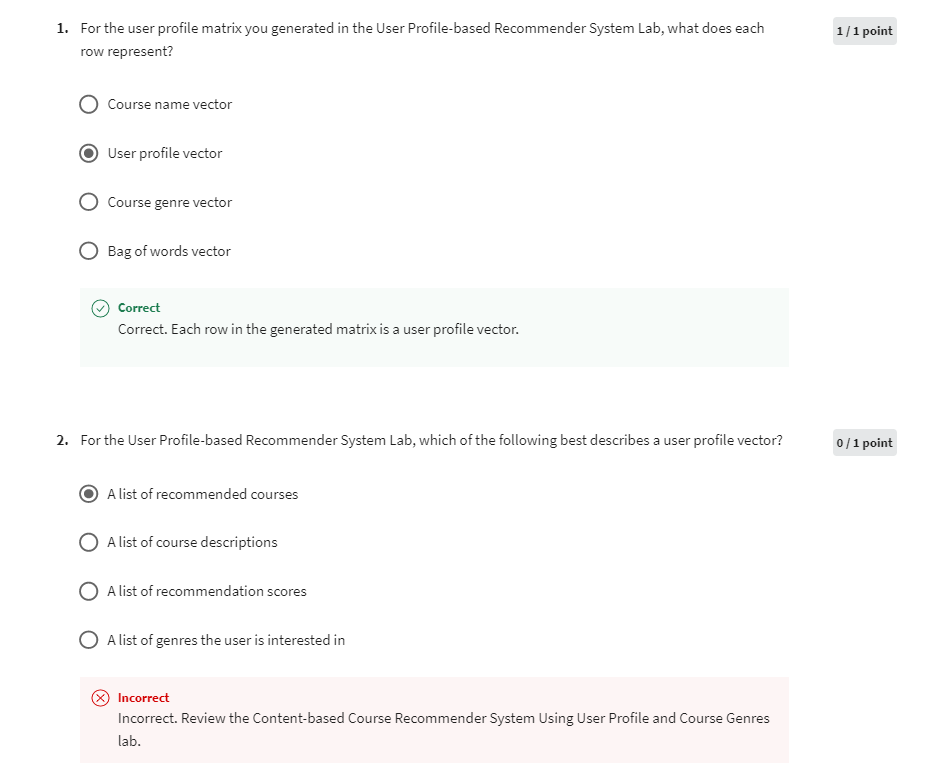 1. For the user profile matrix you generated in the User Profile-based Recommender System Lab, what does each
1 / 1 point
row represent?
Course name vector
User profile vector
Course genre vector
Bag of words vector
Correct
Correct. Each row in the generated matrix is a user profile vector.
2. For the User Profile-based Recommender System Lab, which of the following best describes a user profile vector?
0 / 1 point
A list of recommended courses
A list of course descriptions
A list of recommendation scores
A list of genres the user is interested in
Incorrect
Incorrect. Review the Content-based Course Recommender System Using User Profile and Course Genres
lab.